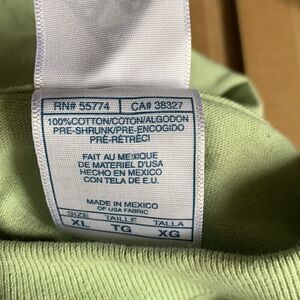 RN# 55774 CA# 38327
100%COTTON/COTON/ALGODON
PRE-SHRUNK/PRE-ENCOGIDO
PRÉ-RÉTRÉCI
FAIT AU MEXIQUE
DE MATERIEL D'USA
HECHO EN MEXICO
CON TELA DE E.U.
MADE IN MEXICO
OF USA FABRIC
SIZE TAILLE TALLA
XL TG XG